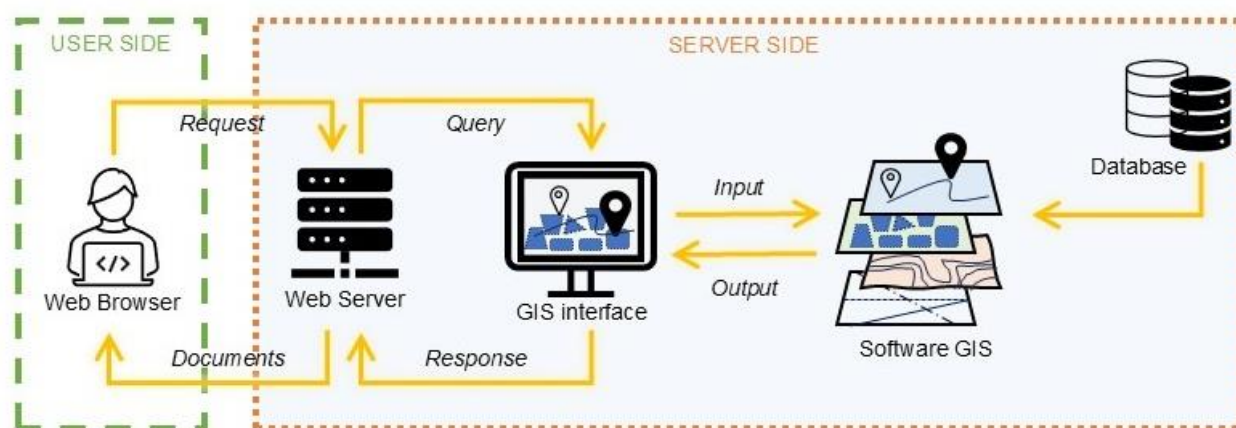 USER SIDE
SERVER SIDE
Request
Query
Database
Input
</>
Web Browser
Web Server
GIS interface
Output
Software GIS
Documents
Response